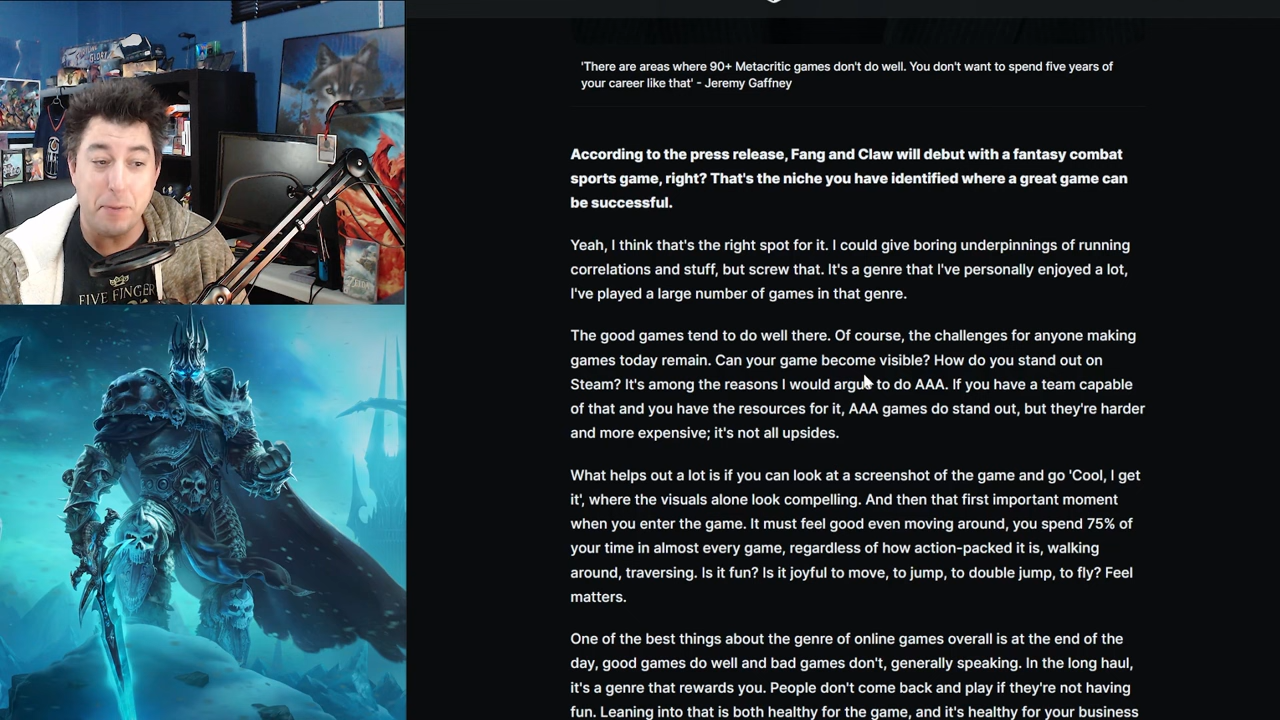 GLORY
FIVE FINGER
'There are areas where 90+ Metacritic games don't do well. You don't want to spend five years of
your career like that' - Jeremy Gaffney
According to the press release, Fang and Claw will debut with a fantasy combat
sports game, right? That's the niche you have identified where a great game can
be successful.
Yeah, I think that's the right spot for it. I could give boring underpinnings of running
correlations and stuff, but screw that. It's a genre that I've personally enjoyed a lot,
I've played a large number of games in that genre.
The good games tend to do well there. Of course, the challenges for anyone making
games today remain. Can your game become visible? How do you stand out on
Steam? It's among the reasons I would argue to do AAA. If you have a team capable
of that and you have the resources for it, AAA games do stand out, but they're harder
and more expensive; it's not all upsides.
What helps out a lot is if you can look at a screenshot of the game and go 'Cool, I get
it', where the visuals alone look compelling. And then that first important moment
when you enter the game. It must feel good even moving around, you spend 75% of
your time in almost every game, regardless of how action-packed it is, walking
around, traversing. Is it fun? Is it joyful to move, to jump, to double jump, to fly? Feel
matters.
One of the best things about the genre of online games overall is at the end of the
day, good games do well and bad games don't, generally speaking. In the long haul,
it's a genre that rewards you. People don't come back and play if they're not having
fun. Leaning into that is both healthy for the game, and it's healthy for your business